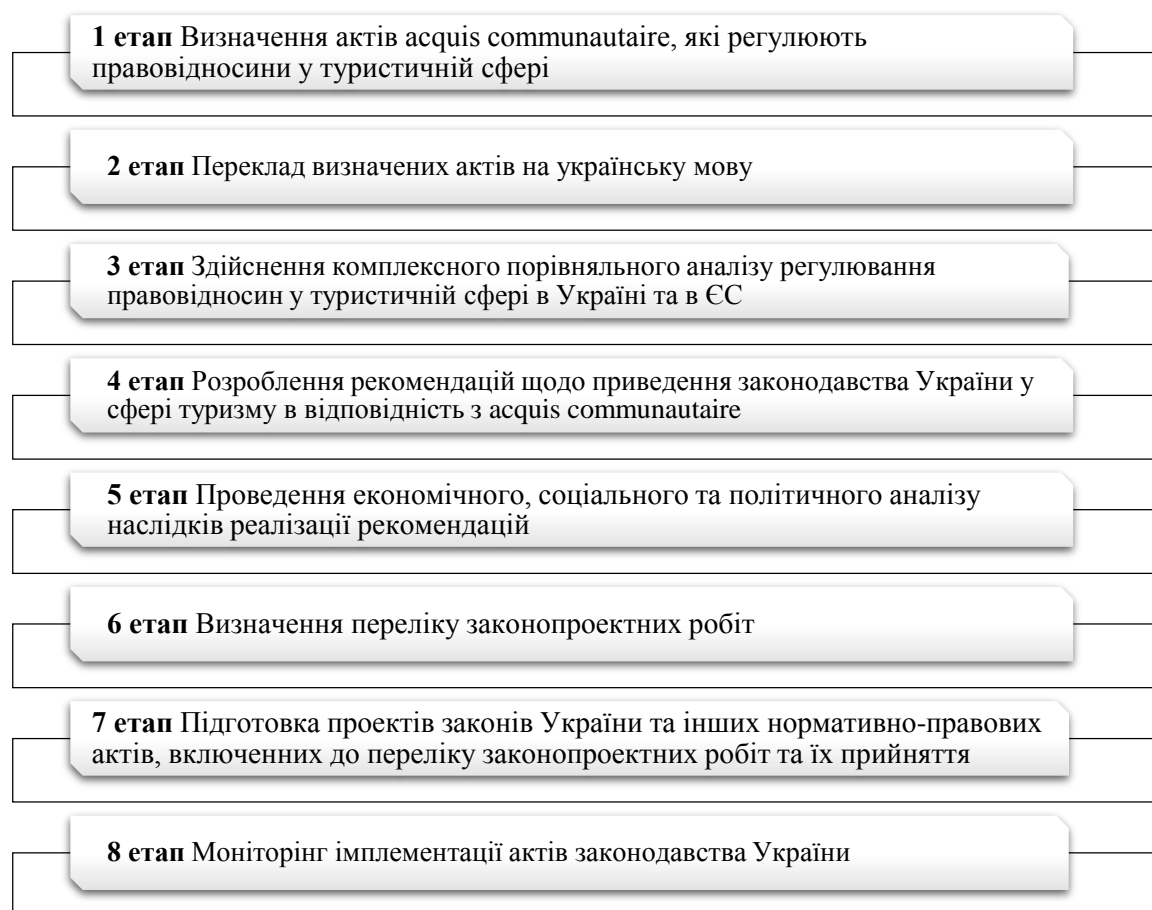 1 етап Визначення актів acquis communautaire, які регулюють
правовідносини у туристичній сфері
2 етап Переклад визначених актів на українську мову
3 етап Здійснення комплексного порівняльного аналізу регулювання
правовідносин у туристичній сфері в Україні та в ЄС
4 етап Розроблення рекомендацій щодо приведення законодавства України у
сфері туризму в відповідність з acquis communautaire
5 етап Проведення економічного, соціального та політичного аналізу
наслідків реалізації рекомендацій
6 етап Визначення переліку законопроектних робіт
7 етап Підготовка проектів законів України та інших нормативно-правових
актів, включенних до переліку законопроектних робіт та їх прийняття
8 етап Моніторінг імплементації актів законодавства України